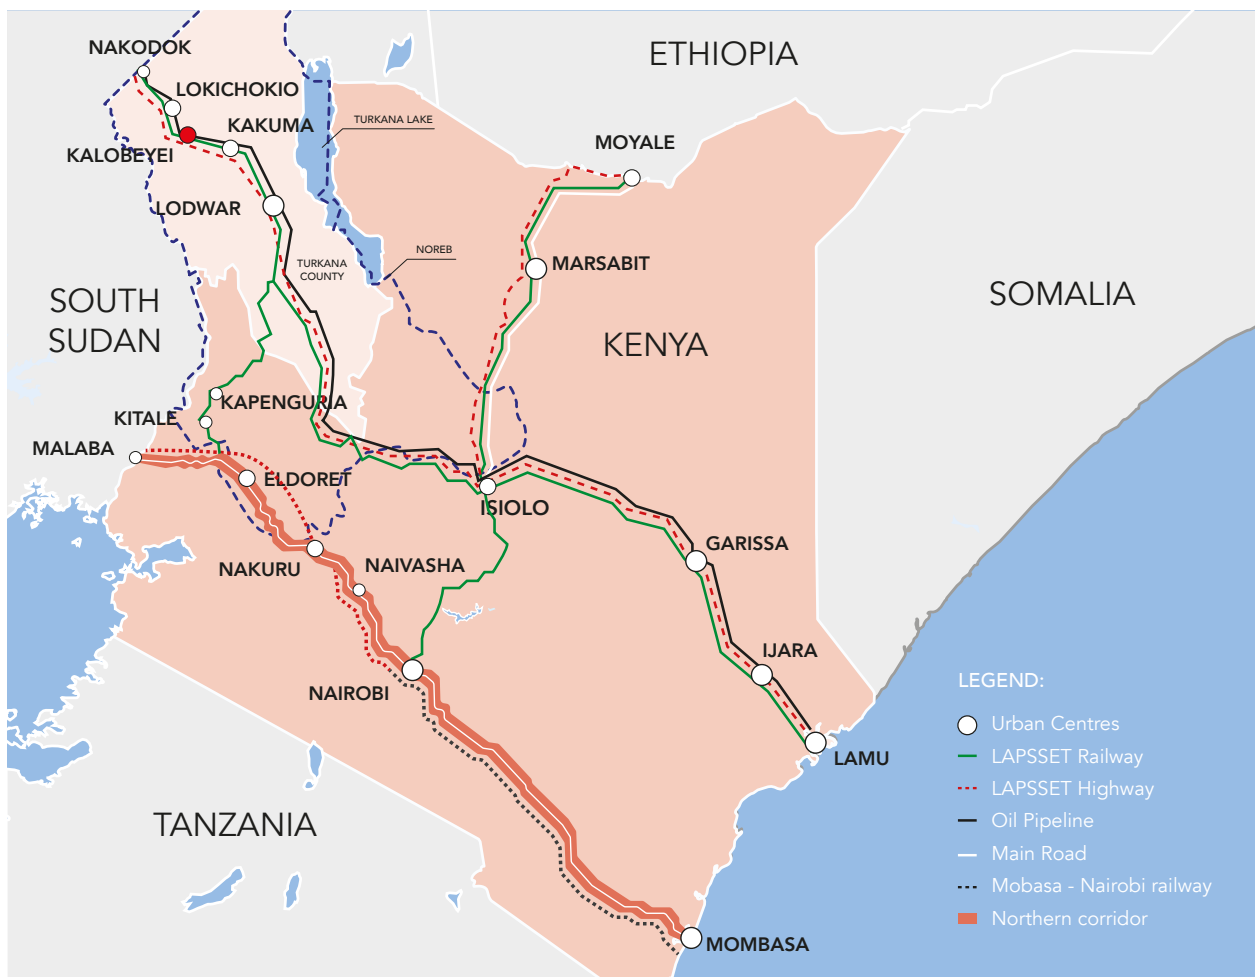 NAKODOK
ETHIOPIA
LOKICHOKIO
KAKUMA
TURKANA LAKE
MOYALE
KALOBEYEI
LODWAR
NOREB
TURKANA
COUNTY
MARSABIT
SOUTH
SUDAN
SOMALIA
KENYA
KAPENGURIA
KITALE
MALABA
ELDORET
ISIOLO
GARISSA
NAKURU
NAIVASHA
IJARA
NAIROBI
LAMU
TANZANIA
MOMBASA
LEGEND:
Urban Centres
LAPSSET Railway
LAPSSET Highway
Oil Pipeline
Main Road
Mobasa - Nairobi railway
Northern corridor